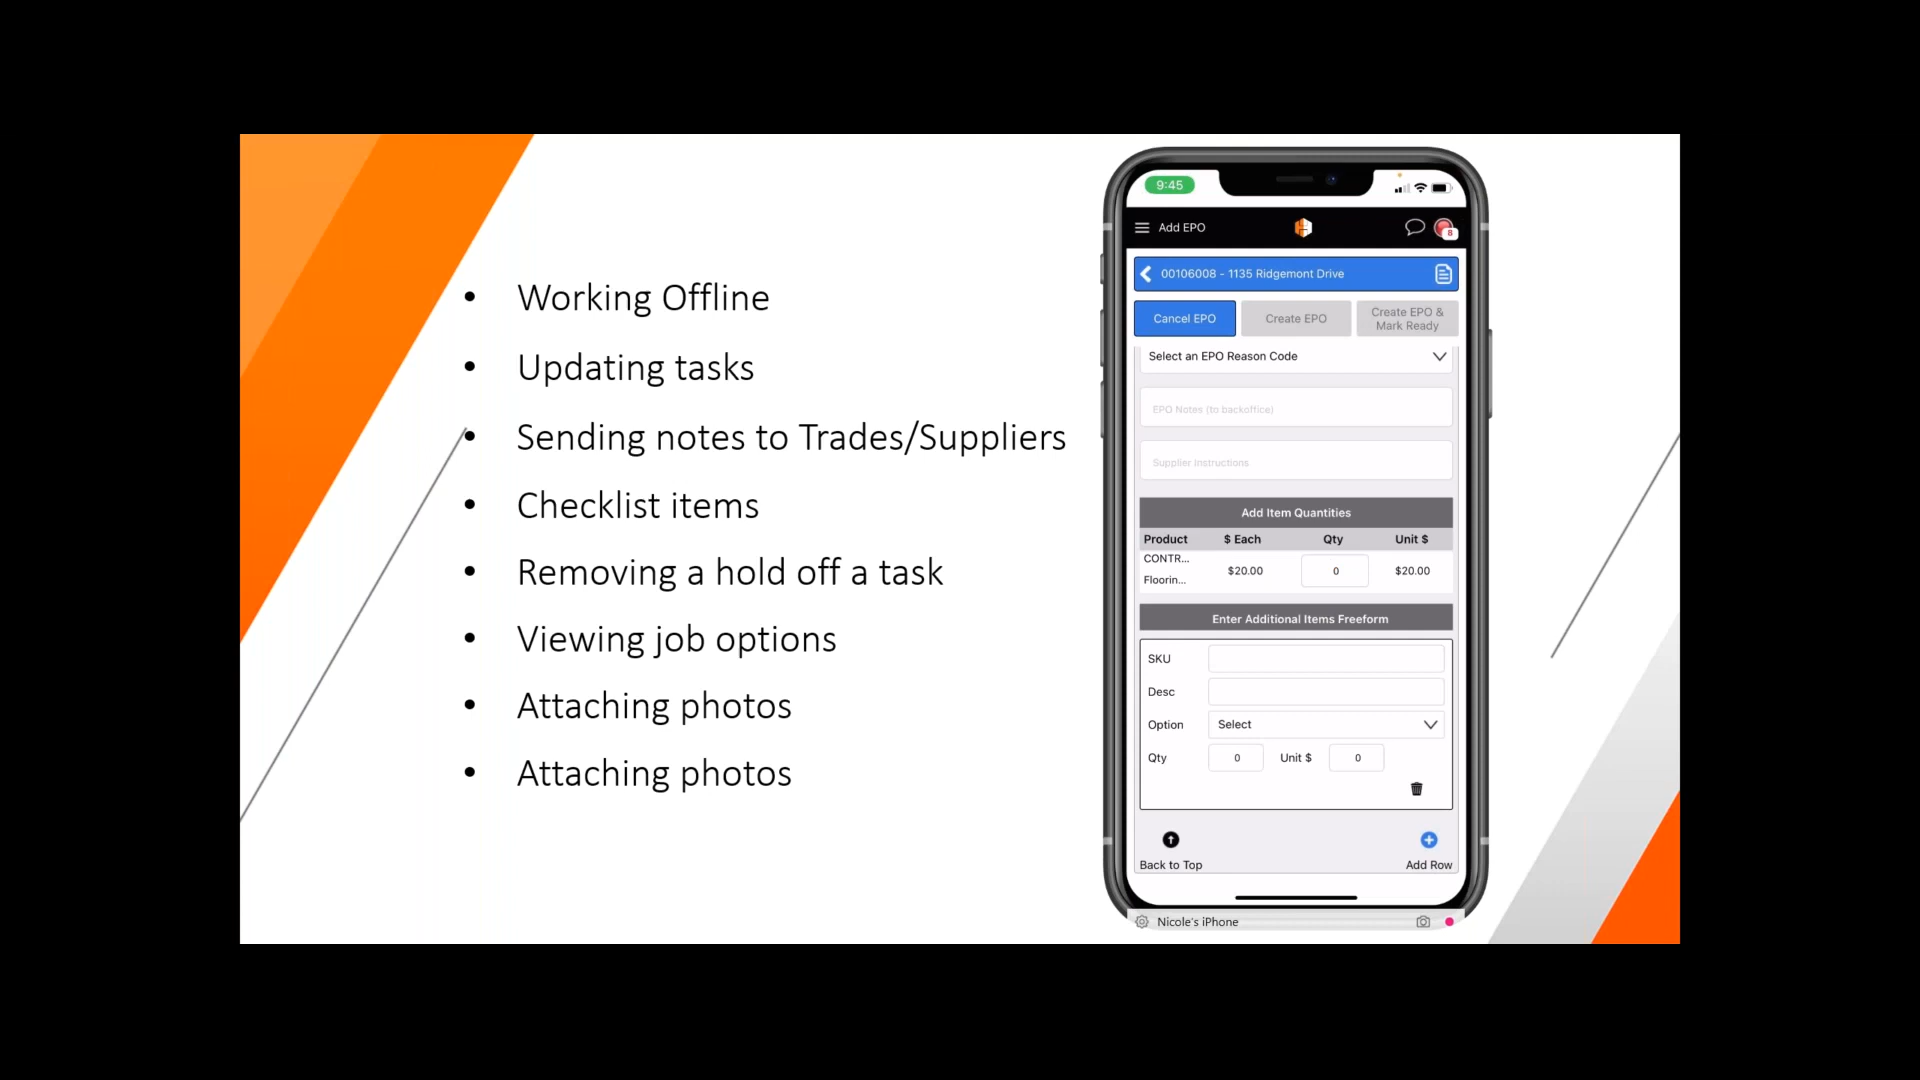 Working Offline
Updating tasks
Sending notes to Trades/Suppliers
Checklist items
Removing a hold off a task
Viewing job options
Attaching photos
Attaching photos
9:45
Add EPO
8
00106008 - 1135 Ridgemont Drive
Cancel EPO
Create EPO
Create EPO &
Mark Ready
Select an EPO Reason Code
EPO Notes (to backoffice)
Supplier Instructions
Add Item Quantities
Product $ Each Qty Unit $
CONTR...
$20.00 0 $20.00
Floorin...
Enter Additional Items Freeform
SKU
Desc
Option Select
Qty 0 Unit $ 0
Back to Top Add Row
Nicole's iPhone